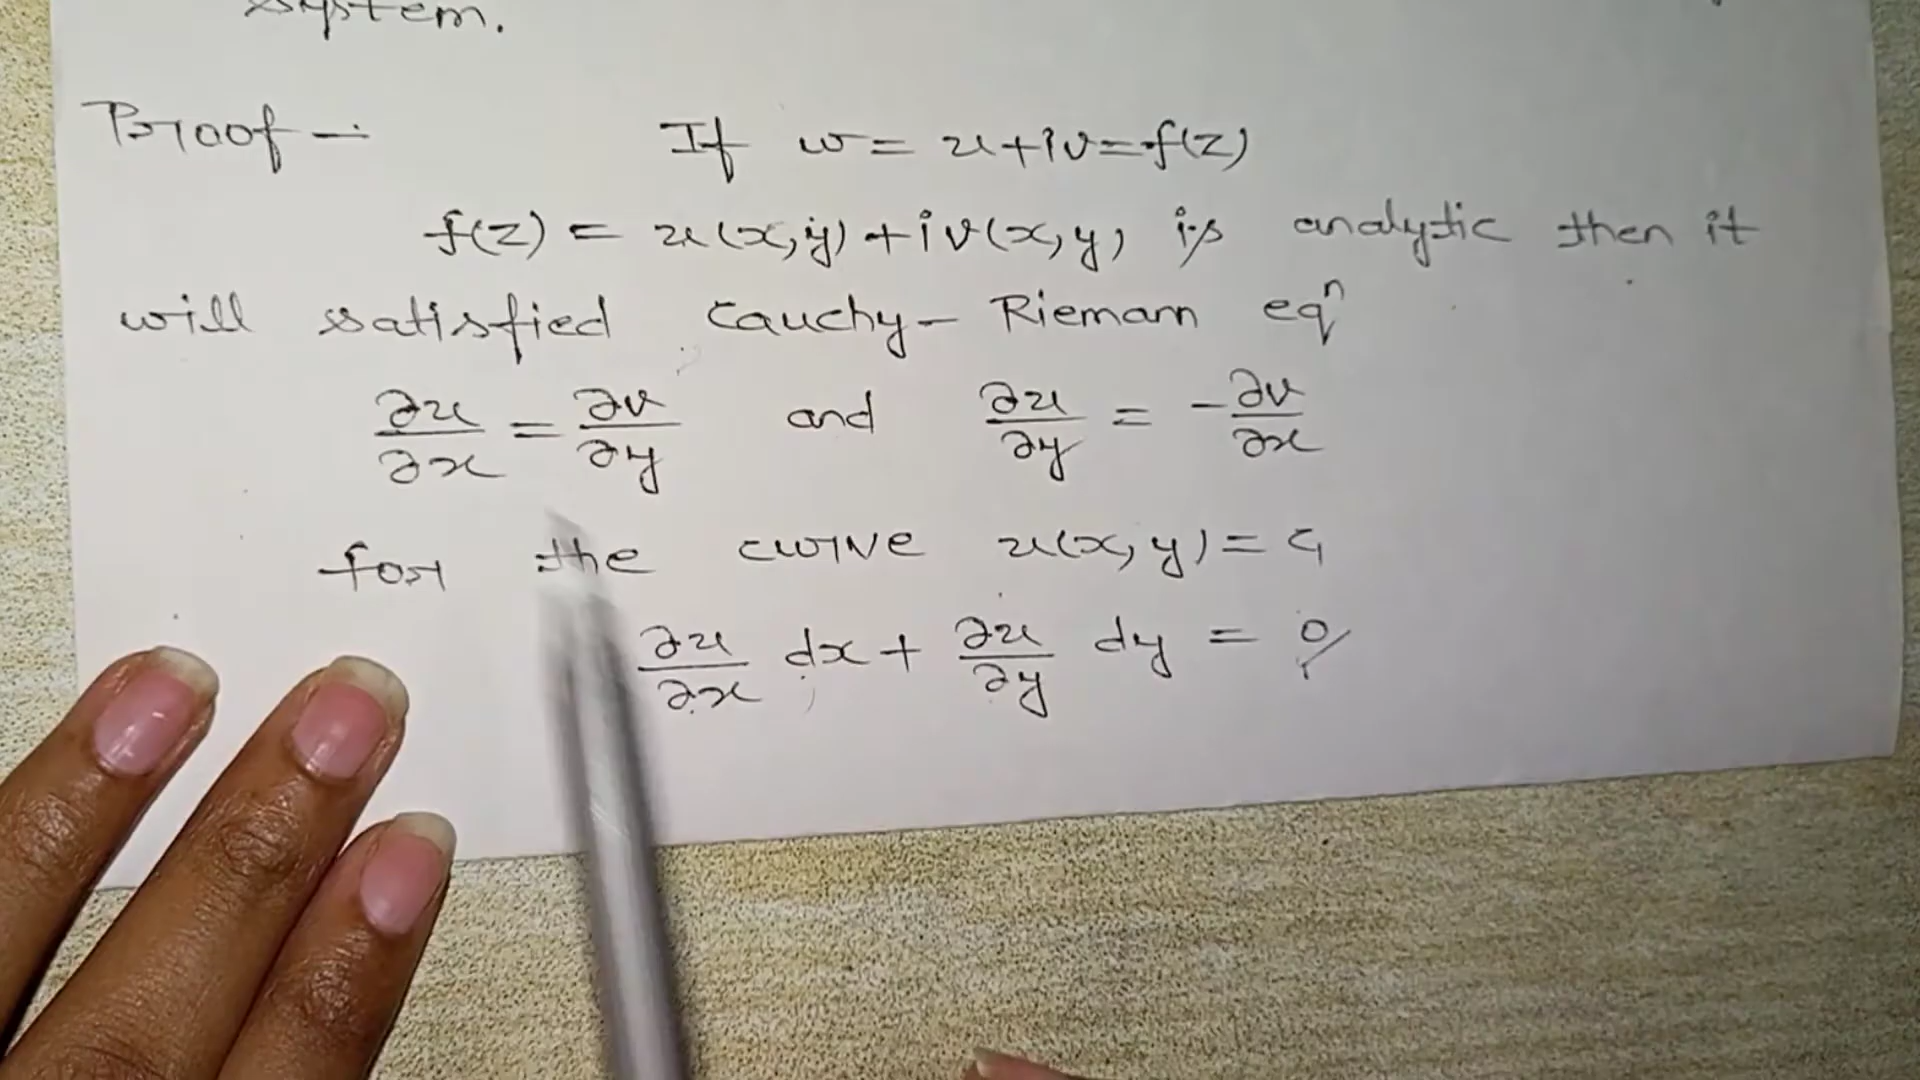 system.
Proof - If w = u+iv = f(z)
f(z) = u(x,y) + iv(x,y) is analytic then it
will satisfied Cauchy - Riemann eqⁿ
∂u/∂x = ∂v/∂y and ∂u/∂y = -∂v/∂x
for the curve u(x,y) = c₁
∂u/∂x dx + ∂u/∂y dy = 0